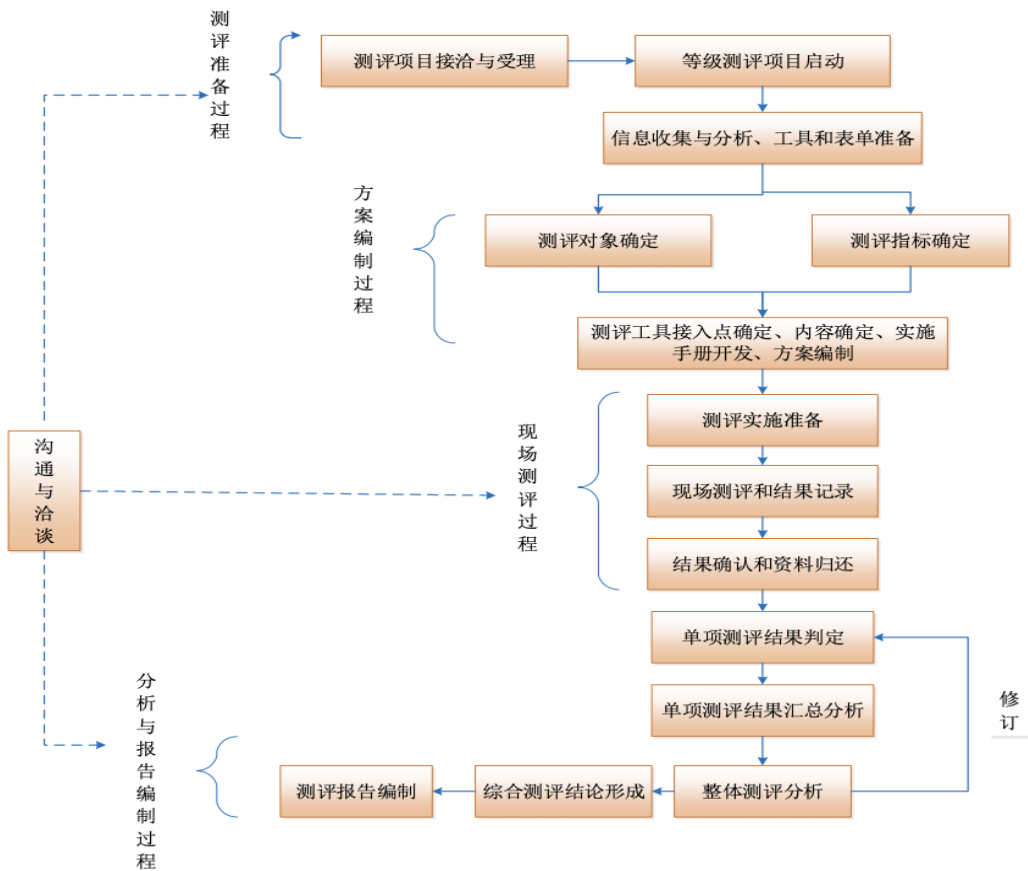 测评准备过程
测评项目接洽与受理
等级测评项目启动
信息收集与分析、工具和表单准备
方案编制过程
测评对象确定
测评指标确定
测评工具接入点确定、内容确定、实施
手册开发、方案编制
沟通与洽谈
现场测评过程
测评实施准备
现场测评和结果记录
结果确认和资料归还
单项测评结果判定
单项测评结果汇总分析
修订
分析与报告编制过程
测评报告编制
综合测评结论形成
整体测评分析